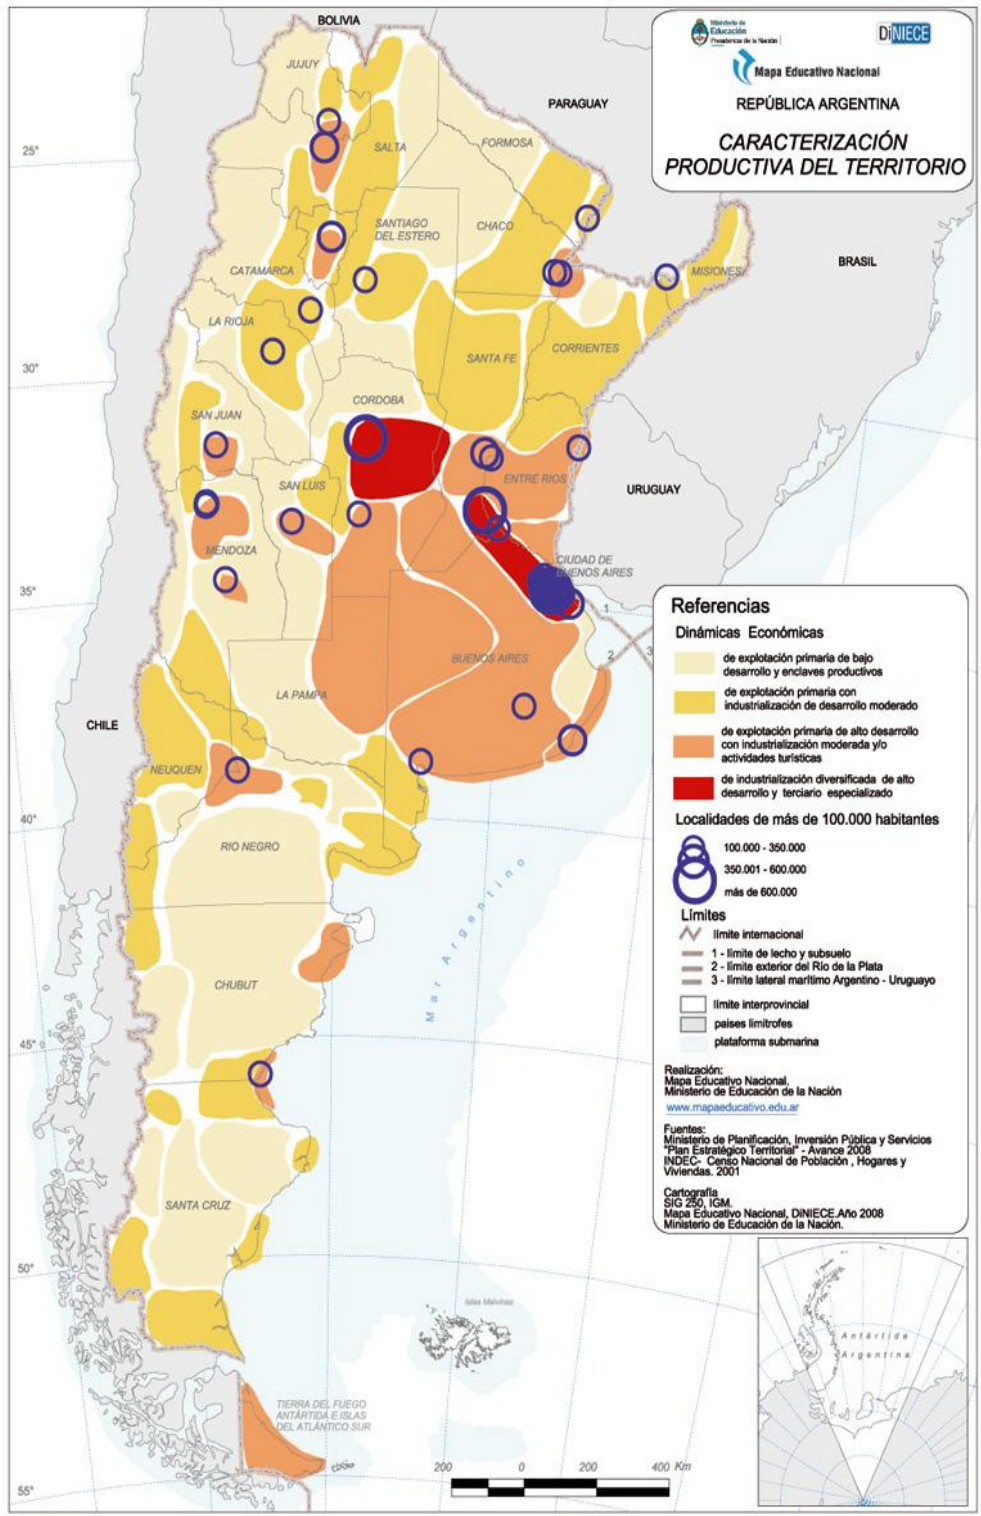 BOLIVIA
Ministerio de
Educación
Presidencia de la Nación
DiNIECE
Mapa Educativo Nacional
REPÚBLICA ARGENTINA
CARACTERIZACIÓN
PRODUCTIVA DEL TERRITORIO
JUJUY
PARAGUAY
FORMOSA
25°
SALTA
SANTIAGO
DEL ESTERO
CHACO
BRASIL
CATAMARCA
MISIONES
LA RIOJA
SANTA FE
CORRIENTES
30°
CORDOBA
SAN JUAN
ENTRE RIOS
SAN LUIS
URUGUAY
MENDOZA
CIUDAD DE
BUENOS AIRES
35°
1
2
3
BUENOS AIRES
LA PAMPA
CHILE
NEUQUEN
40°
RIO NEGRO
Mar Argentino
CHUBUT
45°
SANTA CRUZ
50°
Islas Malvinas
TIERRA DEL FUEGO
ANTÁRTIDA E ISLAS
DEL ATLÁNTICO SUR
55°
200 0 200 400 Km
Referencias
Dinámicas Económicas
de explotación primaria de bajo
desarrollo y enclaves productivos
de explotación primaria con
industrialización de desarrollo moderado
de explotación primaria de alto desarrollo
con industrialización moderada y/o
actividades turísticas
de industrialización diversificada de alto
desarrollo y terciario especializado
Localidades de más de 100.000 habitantes
100.000 - 350.000
350.001 - 600.000
más de 600.000
Límites
límite internacional
1 - límite de lecho y subsuelo
2 - límite exterior del Río de la Plata
3 - límite lateral marítimo Argentino - Uruguayo
límite interprovincial
paises limítrofes
plataforma submarina
Realización:
Mapa Educativo Nacional.
Ministerio de Educación de la Nación
www.mapaeducativo.edu.ar
Fuentes:
Ministerio de Planificación, Inversión Pública y Servicios
"Plan Estratégico Territorial" - Avance 2008
INDEC- Censo Nacional de Población , Hogares y
Viviendas. 2001
Cartografía
SIG 250, IGM.
Mapa Educativo Nacional, DiNIECE.Año 2008
Ministerio de Educación de la Nación.
Antártida
Argentina